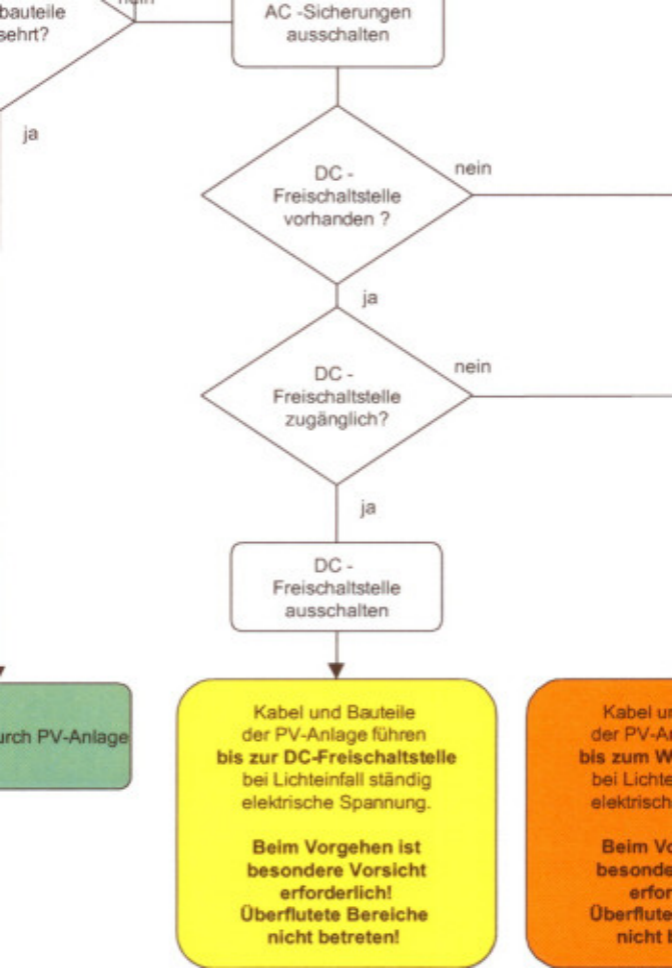 nein
bauteile
sehrt?
ja
AC -Sicherungen
ausschalten
DC -
Freischaltstelle
vorhanden ?
nein
ja
DC -
Freischaltstelle
zugänglich?
nein
ja
DC -
Freischaltstelle
ausschalten
urch PV-Anlage
Kabel und Bauteile
der PV-Anlage führen
bis zur DC-Freischaltstelle
bei Lichteinfall ständig
elektrische Spannung.
Beim Vorgehen ist
besondere Vorsicht
erforderlich!
Überflutete Bereiche
nicht betreten!
Kabel un
der PV-An
bis zum W
bei Lichte
elektrisch
Beim Vo
besonde
erfor
Überflute
nicht b